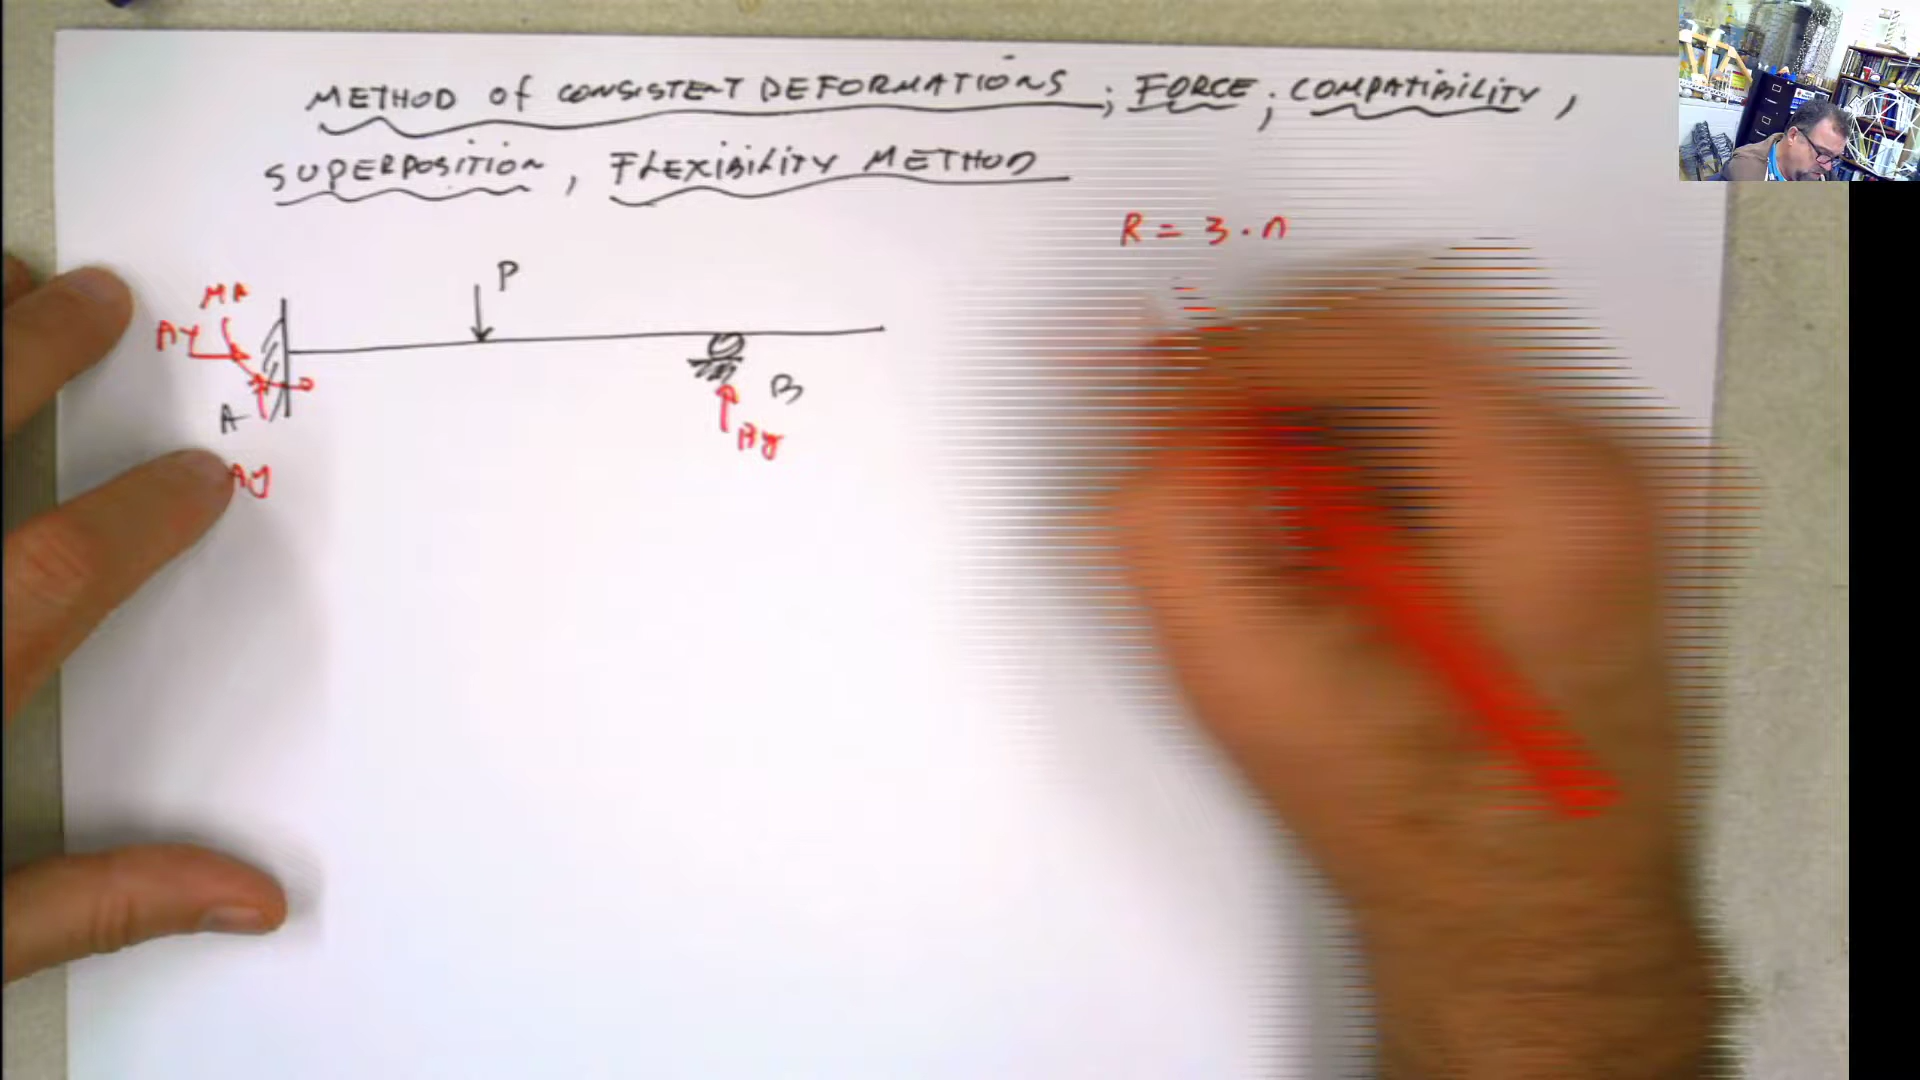 METHOD of CONSISTENT DEFORMATIONS ; FORCE ; COMPATIBILITY ,
SUPERPOSITION , FLEXIBILITY METHOD
R = 3 . n
P
MA
AY
A
B
By
Ay